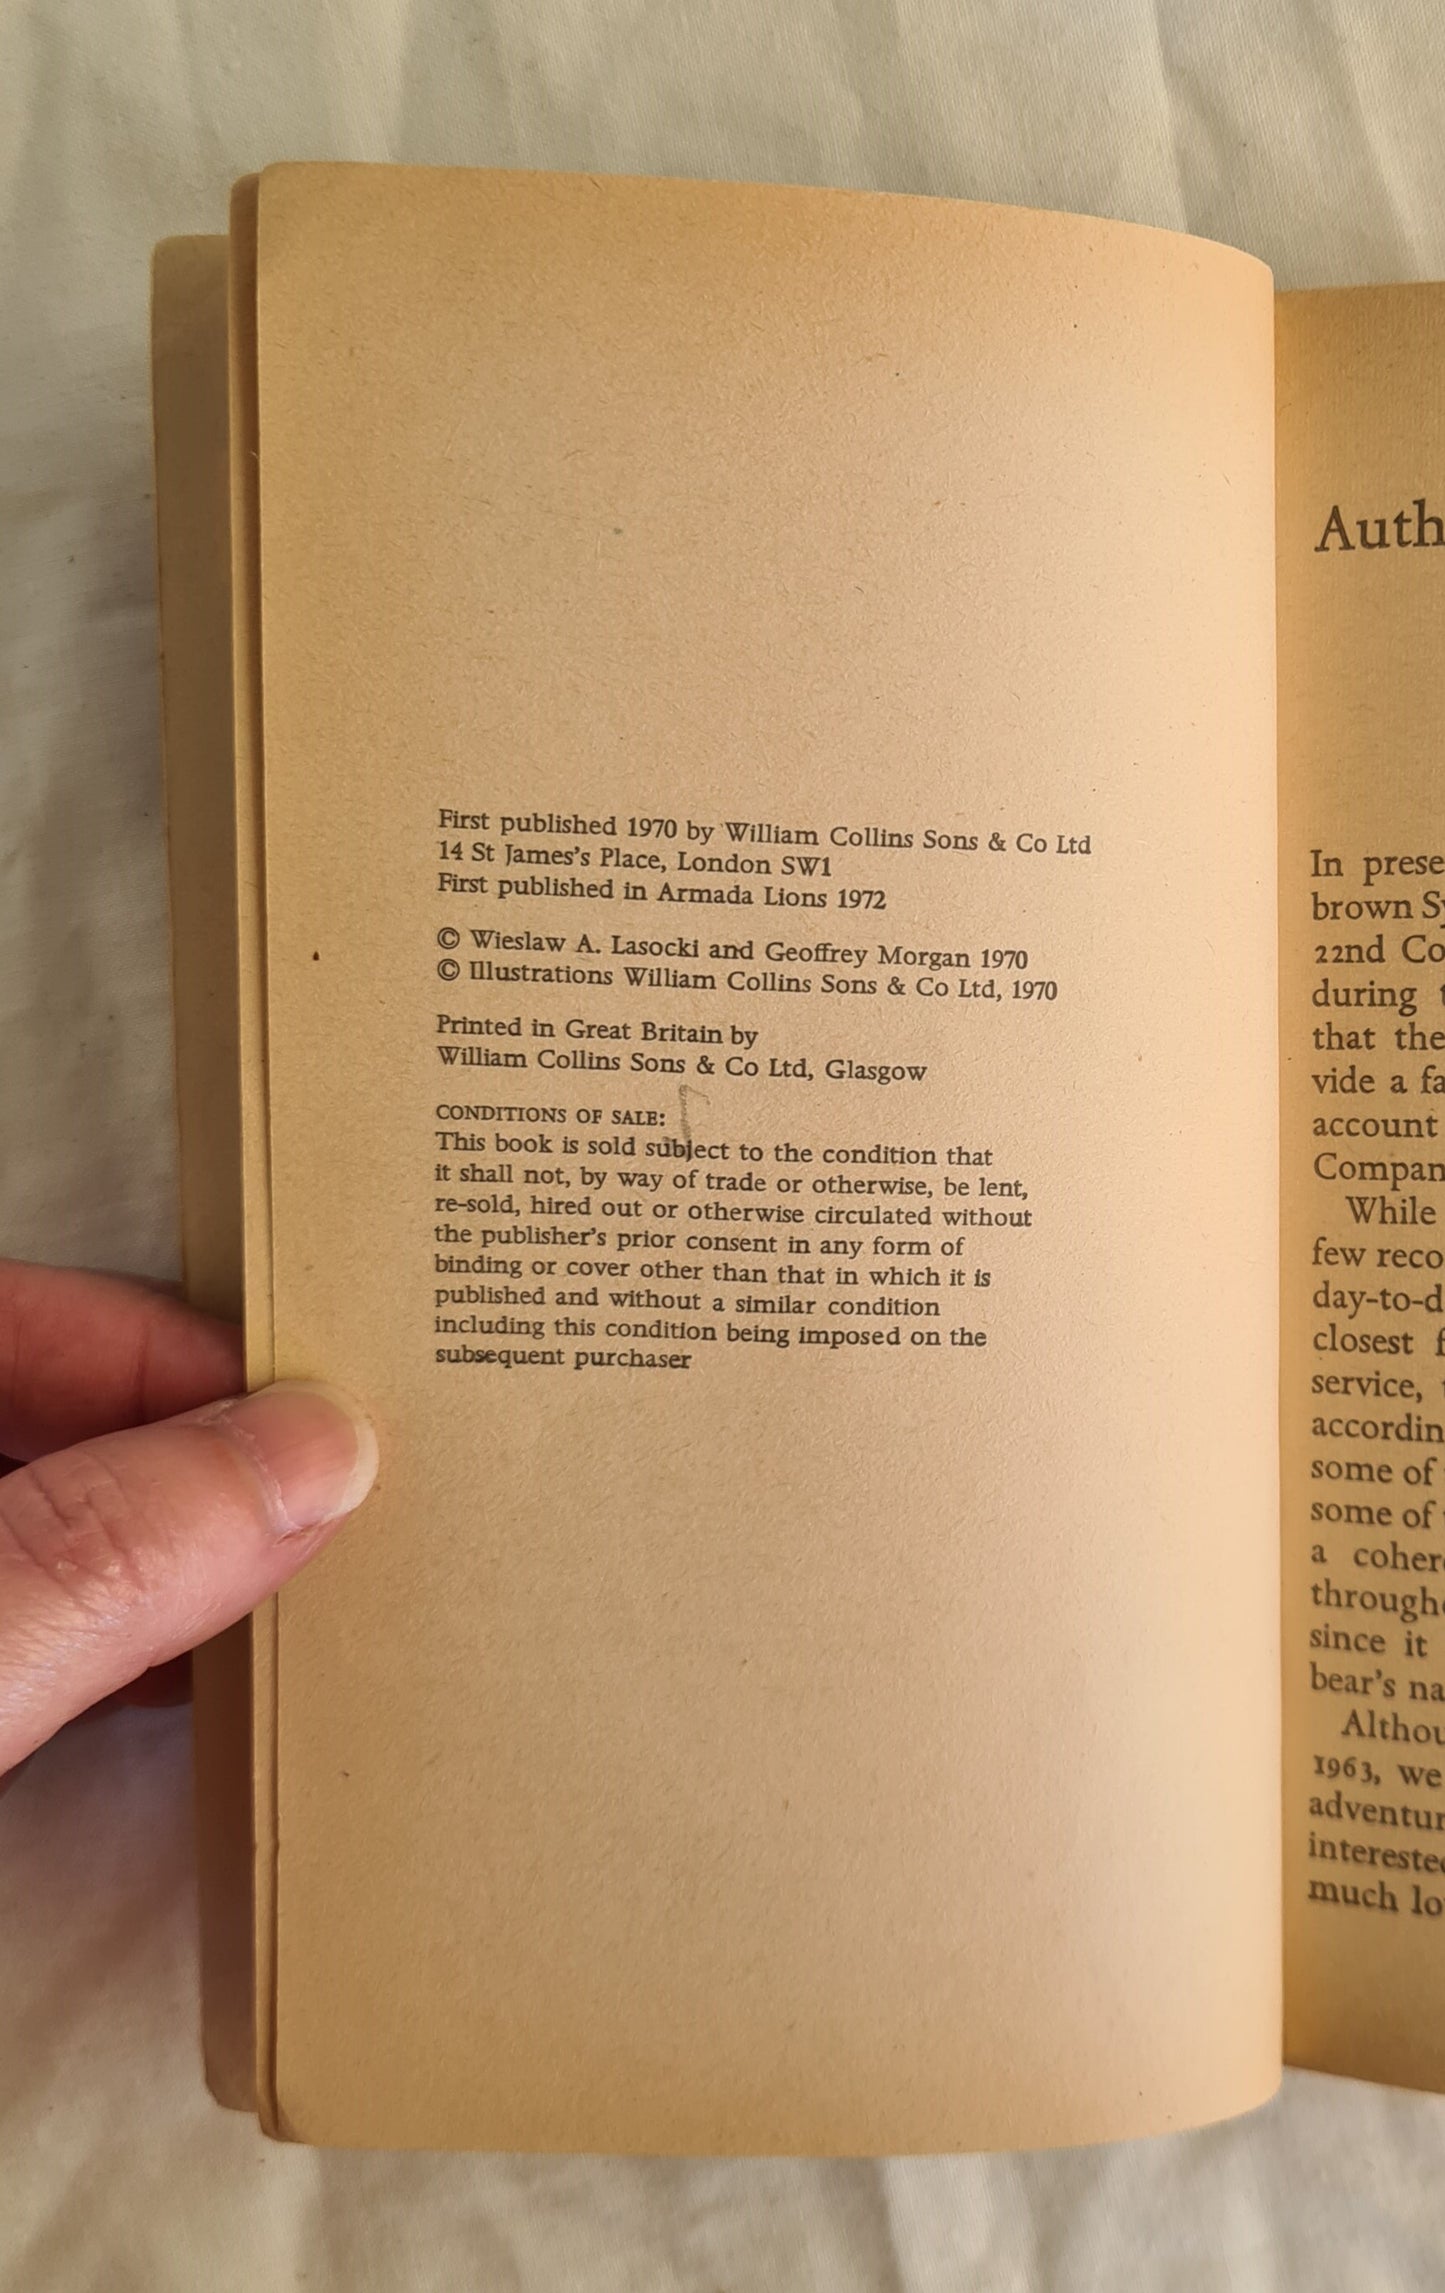 First published 1970 by William Collins Sons & Co Ltd
14 St James's Place, London SW1
First published in Armada Lions 1972
© Wieslaw A. Lasocki and Geoffrey Morgan 1970
© Illustrations William Collins Sons & Co Ltd, 1970
Printed in Great Britain by
William Collins Sons & Co Ltd, Glasgow
CONDITIONS OF SALE:
This book is sold subject to the condition that
it shall not, by way of trade or otherwise, be lent,
re-sold, hired out or otherwise circulated without
the publisher's prior consent in any form of
binding or cover other than that in which it is
published and without a similar condition
including this condition being imposed on the
subsequent purchaser
Auth
In prese
brown Sy
22nd Co
during
that the
vide a fa
account
Compan
While
few reco
day-to-d
closest f
service,
accordin
some of
some of
a cohere
througho
since it
bear's na
Althou
1963, we
adventur
interested
much lo